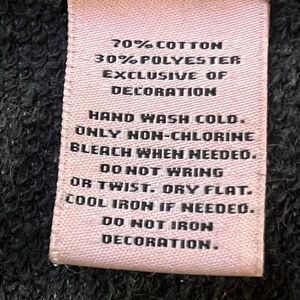 70% COTTON
30% POLYESTER
EXCLUSIVE OF
DECORATION
HAND WASH COLD.
ONLY NON-CHLORINE
BLEACH WHEN NEEDED.
DO NOT WRING
OR TWIST. DRY FLAT.
COOL IRON IF NEEDED.
DO NOT IRON
DECORATION.